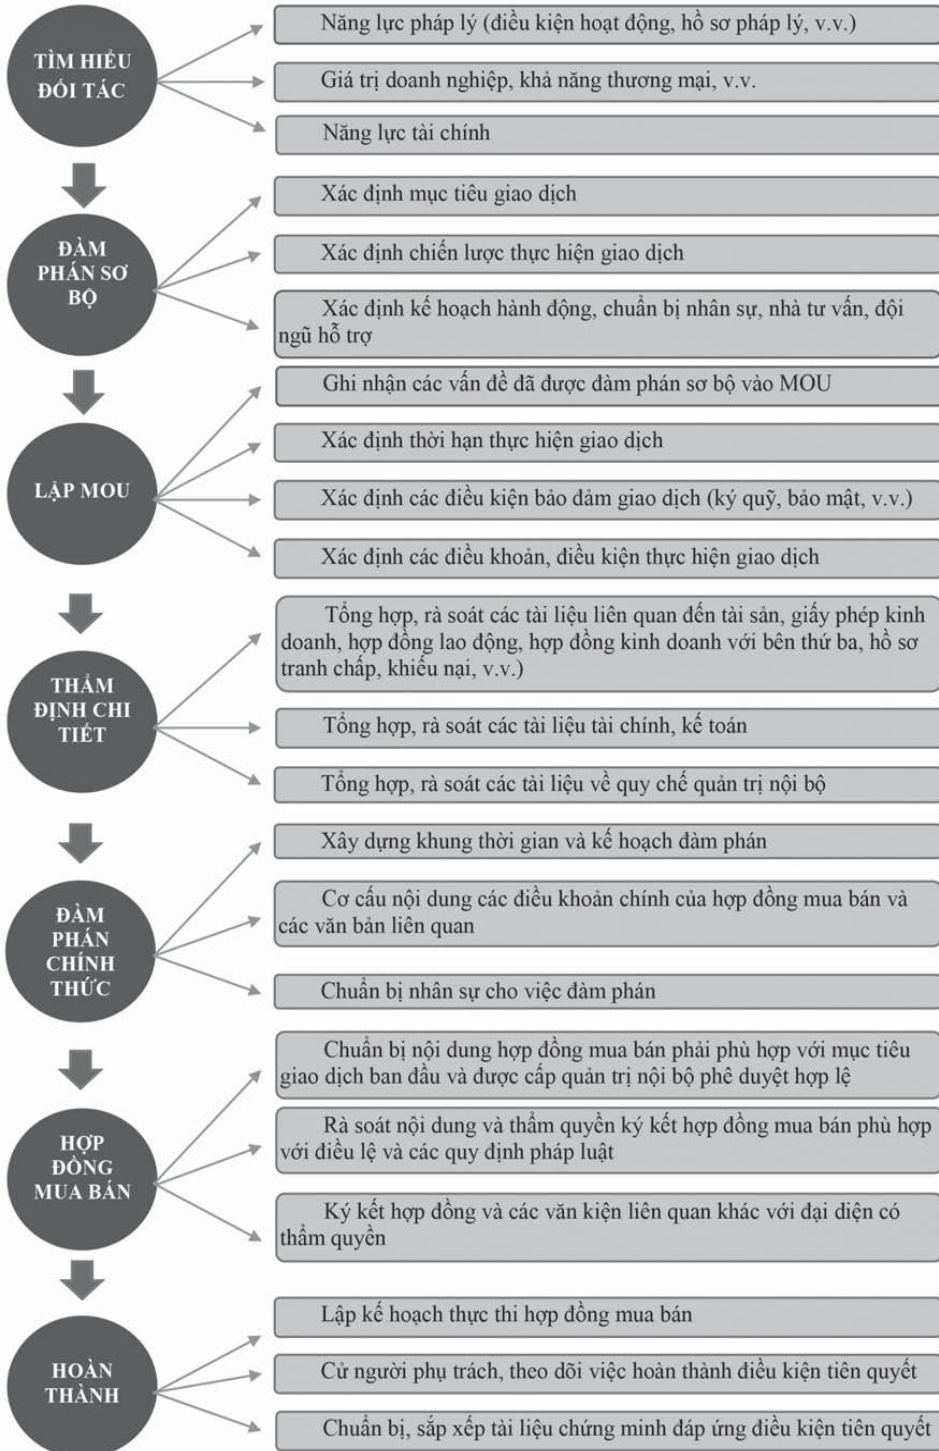 TÌM HIỂU
ĐỐI TÁC
Năng lực pháp lý (điều kiện hoạt động, hồ sơ pháp lý, v.v.)
Giá trị doanh nghiệp, khả năng thương mại, v.v.
Năng lực tài chính
ĐÀM
PHÁN SƠ
BỘ
Xác định mục tiêu giao dịch
Xác định chiến lược thực hiện giao dịch
Xác định kế hoạch hành động, chuẩn bị nhân sự, nhà tư vấn, đội
ngũ hỗ trợ
LẬP MOU
Ghi nhận các vấn đề đã được đàm phán sơ bộ vào MOU
Xác định thời hạn thực hiện giao dịch
Xác định các điều kiện bảo đảm giao dịch (ký quỹ, bảo mật, v.v.)
Xác định các điều khoản, điều kiện thực hiện giao dịch
THẨM
ĐỊNH CHI
TIẾT
Tổng hợp, rà soát các tài liệu liên quan đến tài sản, giấy phép kinh
doanh, hợp đồng lao động, hợp đồng kinh doanh với bên thứ ba, hồ sơ
tranh chấp, khiếu nại, v.v.)
Tổng hợp, rà soát các tài liệu tài chính, kế toán
Tổng hợp, rà soát các tài liệu về quy chế quản trị nội bộ
ĐÀM
PHÁN
CHÍNH
THỨC
Xây dựng khung thời gian và kế hoạch đàm phán
Cơ cấu nội dung các điều khoản chính của hợp đồng mua bán và
các văn bản liên quan
Chuẩn bị nhân sự cho việc đàm phán
HỢP
ĐỒNG
MUA BÁN
Chuẩn bị nội dung hợp đồng mua bán phải phù hợp với mục tiêu
giao dịch ban đầu và được cấp quản trị nội bộ phê duyệt hợp lệ
Rà soát nội dung và thẩm quyền ký kết hợp đồng mua bán phù hợp
với điều lệ và các quy định pháp luật
Ký kết hợp đồng và các văn kiện liên quan khác với đại diện có
thẩm quyền
HOÀN
THÀNH
Lập kế hoạch thực thi hợp đồng mua bán
Cử người phụ trách, theo dõi việc hoàn thành điều kiện tiên quyết
Chuẩn bị, sắp xếp tài liệu chứng minh đáp ứng điều kiện tiên quyết